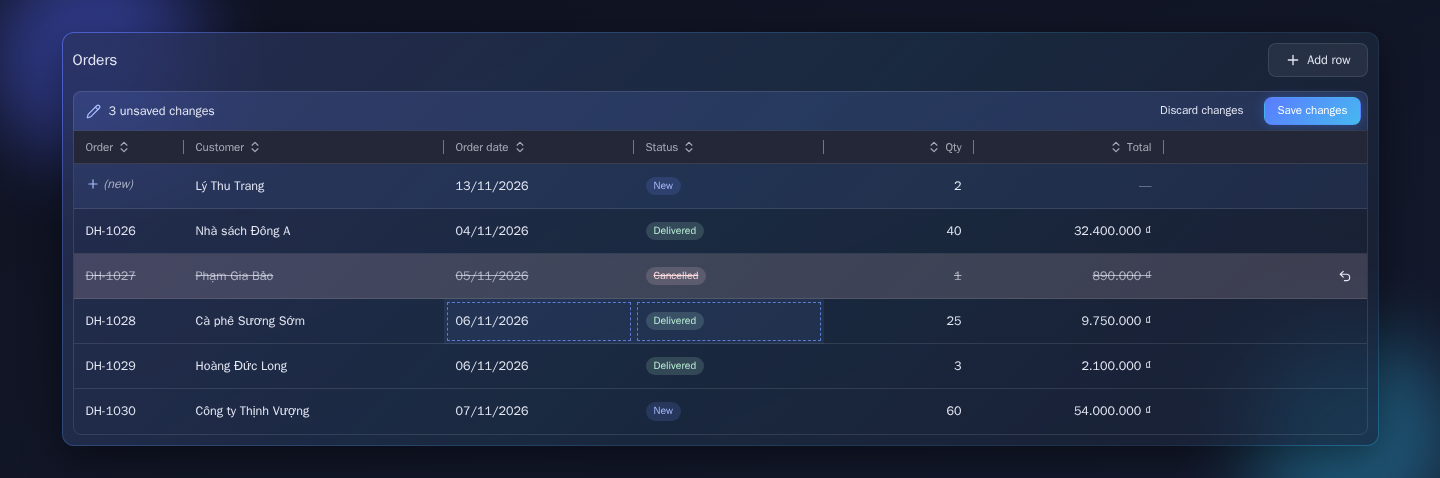 Orders
Add row
3 unsaved changes
Discard changes
Save changes
Order Customer Order date Status Qty Total
(new) Lý Thu Trang 13/11/2026 New 2 —
DH-1026 Nhà sách Đông A 04/11/2026 Delivered 40 32.400.000 ₫
DH-1027 Phạm Gia Bảo 05/11/2026 Cancelled 1 890.000 ₫
DH-1028 Cà phê Sương Sớm 06/11/2026 Delivered 25 9.750.000 ₫
DH-1029 Hoàng Đức Long 06/11/2026 Delivered 3 2.100.000 ₫
DH-1030 Công ty Thịnh Vượng 07/11/2026 New 60 54.000.000 ₫